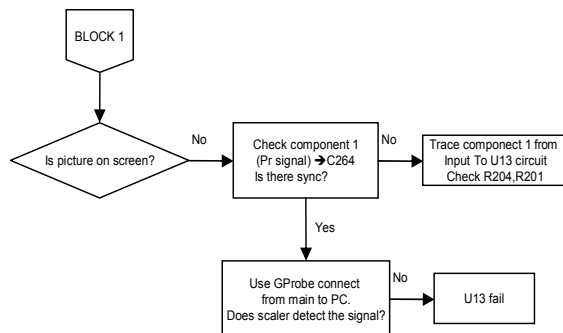 BLOCK 1
Is picture on screen?
No
Check component 1
(Pr signal) ➔C264
Is there sync?
No
Trace componect 1 from
Input To U13 circuit
Check R204,R201
Yes
Use GProbe connect
from main to PC.
Does scaler detect the signal?
No
U13 fail